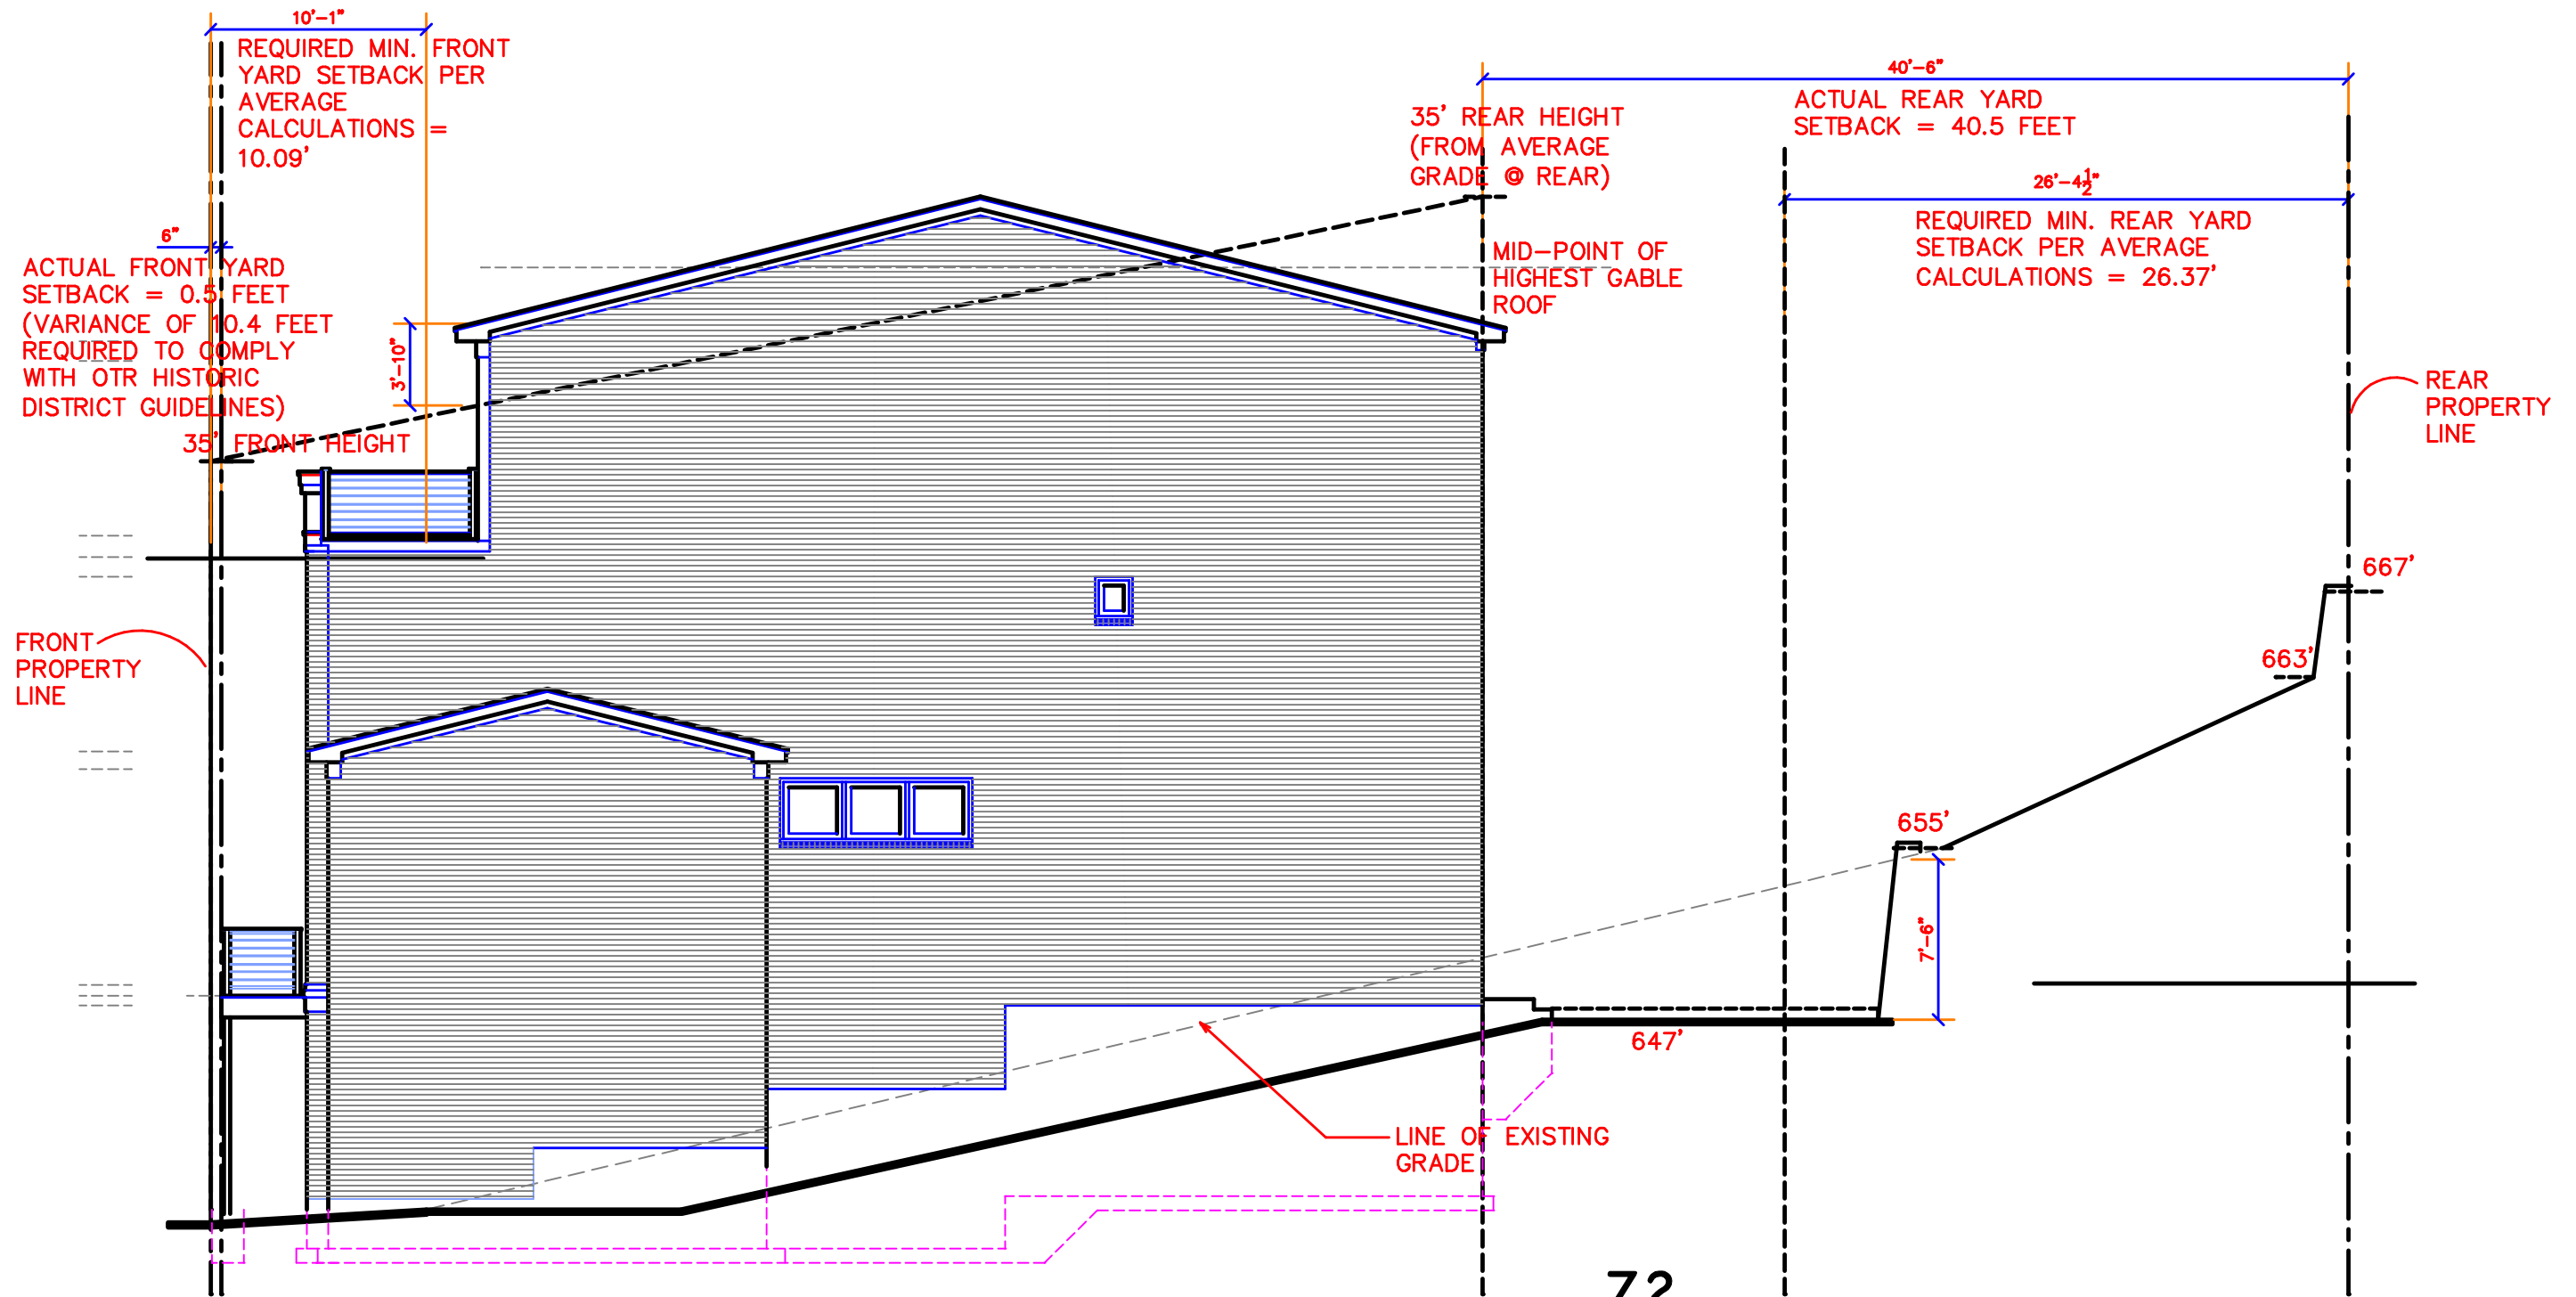 10'-1"
REQUIRED MIN. FRONT
YARD SETBACK PER
AVERAGE
CALCULATIONS =
10.09'
40'-6"
ACTUAL REAR YARD
SETBACK = 40.5 FEET
35' REAR HEIGHT
(FROM AVERAGE
GRADE @ REAR)
26'-4½"
REQUIRED MIN. REAR YARD
SETBACK PER AVERAGE
CALCULATIONS = 26.37'
6"
ACTUAL FRONT YARD
SETBACK = 0.5 FEET
(VARIANCE OF 10.4 FEET
REQUIRED TO COMPLY
WITH OTR HISTORIC
DISTRICT GUIDELINES)
MID-POINT OF
HIGHEST GABLE
ROOF
3'-10"
35' FRONT HEIGHT
REAR
PROPERTY
LINE
667'
FRONT
PROPERTY
LINE
663'
655'
7'-6"
647'
LINE OF EXISTING
GRADE
72